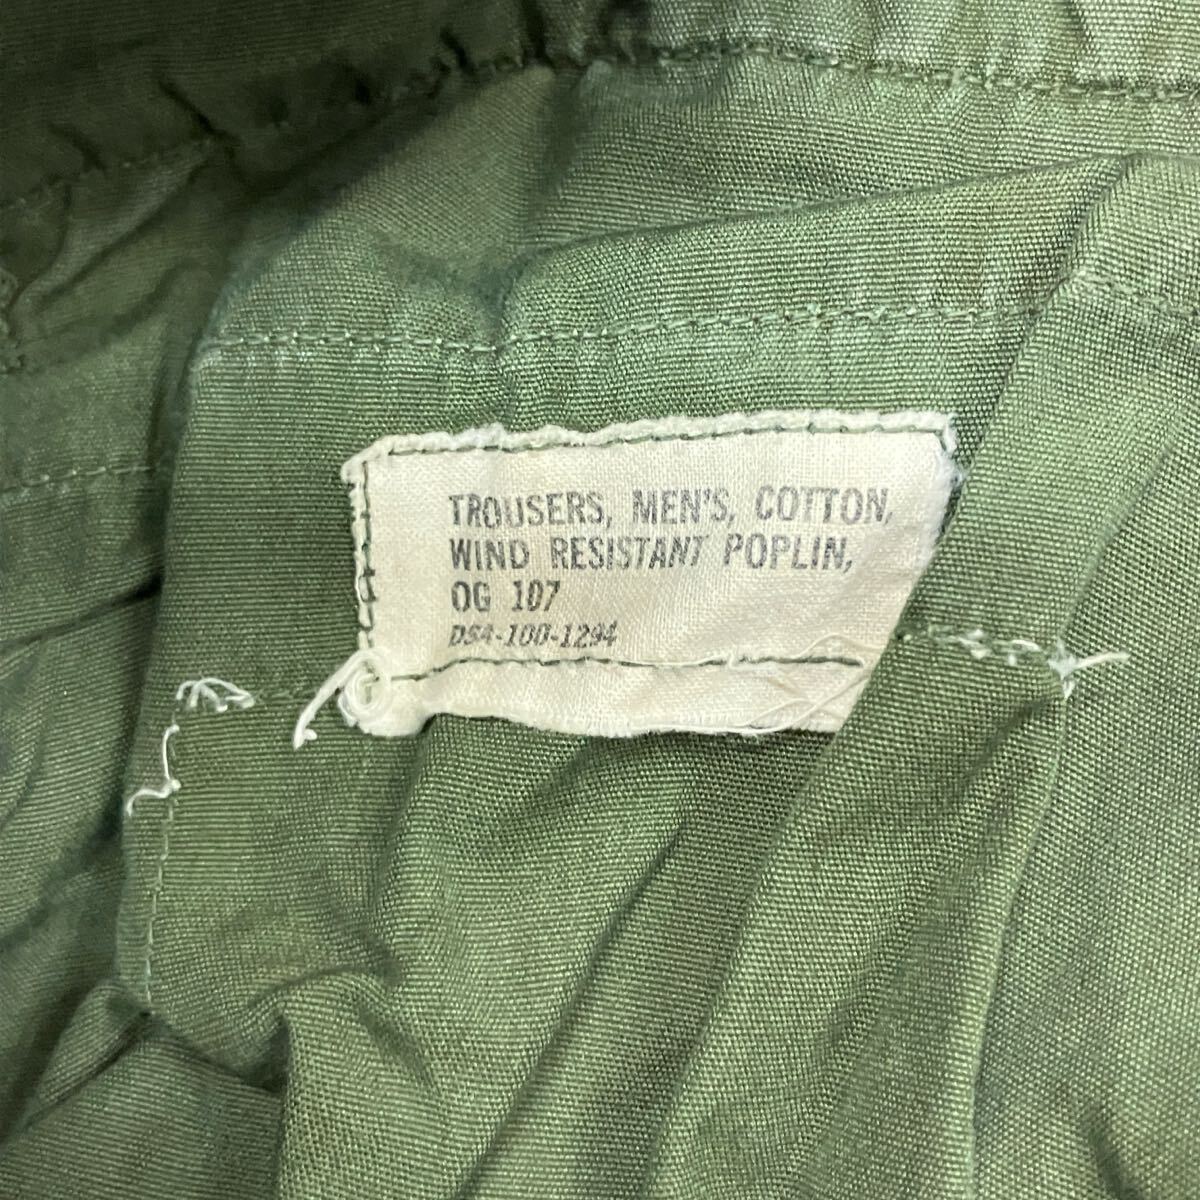 TROUSERS, MEN'S, COTTON,
WIND RESISTANT POPLIN,
OG 107
DSA-100-1294